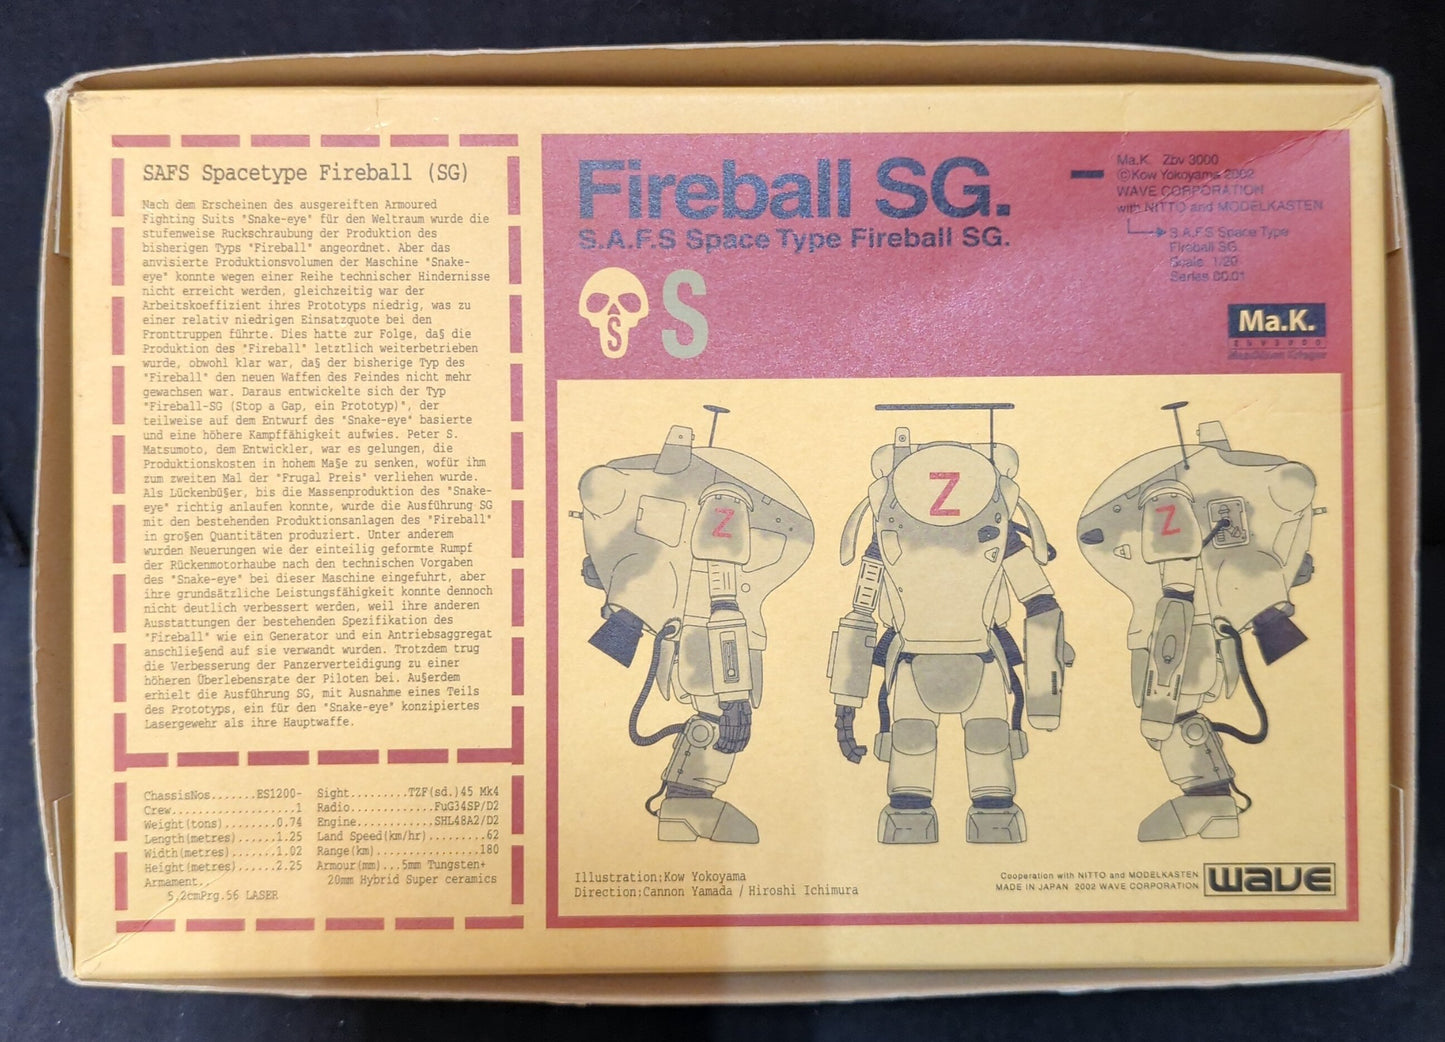 SAFS Spacetype Fireball (SG)
Nach dem Erscheinen des ausgereiften Armoured
Fighting Suits "Snake-eye" für den Weltraum wurde die
stufenweise Ruckschraubung der Produktion des
bisherigen Typs "Fireball" angeordnet. Aber das
anvisierte Produktionsvolumen der Maschine "Snake-
eye" konnte wegen einer Reihe technischer Hindernisse
nicht erreicht werden, gleichzeitig war der
Arbeitskoeffizient ihres Prototyps niedrig, was zu
einer relativ niedrigen Einsatzquote bei den
Fronttruppen führte. Dies hatte zur Folge, da§ die
Produktion des "Fireball" letztlich weiterbetrieben
wurde, obwohl klar war, da§ der bisherige Typ des
"Fireball" den neuen Waffen des Feindes nicht mehr
gewachsen war. Daraus entwickelte sich der Typ
"Fireball-SG (Stop a Gap, ein Prototyp)", der
teilweise auf dem Entwurf des "Snake-eye" basierte
und eine höhere Kampffähigkeit aufwies. Peter S.
Matsumoto, dem Entwickler, war es gelungen, die
Produktionskosten in hohem Ma§e zu senken, wofür ihm
zum zweiten Mal der "Frugal Preis" verliehen wurde.
Als Lückenbü§er, bis die Massenproduktion des "Snake-
eye" richtig anlaufen konnte, wurde die Ausführung SG
mit den bestehenden Produktionsanlagen des "Fireball"
in gro§en Quantitäten produziert. Unter anderem
wurden Neuerungen wie der einteilig geformte Rumpf
der Rückenmotorhaube nach den technischen Vorgaben
des "Snake-eye" bei dieser Maschine eingefuhrt, aber
ihre grundsätzliche Leistungsfähigkeit konnte dennoch
nicht deutlich verbessert werden, weil ihre anderen
Ausstattungen der bestehenden Spezifikation des
"Fireball" wie ein Generator und ein Antriebsaggregat
anschlie§end auf sie verwandt wurden. Trotzdem trug
die Verbesserung der Panzerverteidigung zu einer
höheren Überlebensrate der Piloten bei. Au§erdem
erhielt die Ausführung SG, mit Ausnahme eines Teils
des Prototyps, ein für den "Snake-eye" konzipiertes
Lasergewehr als ihre Hauptwaffe.
ChassisNos.......ES1200-
Crew...................1
Weight(tons).........0.74
Length(metres).......1.25
Width(metres)........1.02
Height(metres).......2.25
Armament..
5.2cmPrg.56 LASER
Sight.........TZF(sd.)45 Mk4
Radio............FuG34SP/D2
Engine...........SHL48A2/D2
Land Speed(km/hr).........62
Range(km)................180
Armour(mm)...5mm Tungsten+
20mm Hybrid Super ceramics
Fireball SG.
S.A.F.S Space Type Fireball SG.
S
S
Ma.K. Zbv 3000
©Kow Yokoyama 2002
WAVE CORPORATION
with NITTO and MODELKASTEN
S.A.F.S Space Type
Fireball SG.
Scale 1/20
Series 00.01
Ma.K.
ZBV3000
Maschinen Krieger
Z
Z
Z
Illustration:Kow Yokoyama
Direction:Cannon Yamada / Hiroshi Ichimura
Cooperation with NITTO and MODELKASTEN
MADE IN JAPAN 2002 WAVE CORPORATION
WAVE